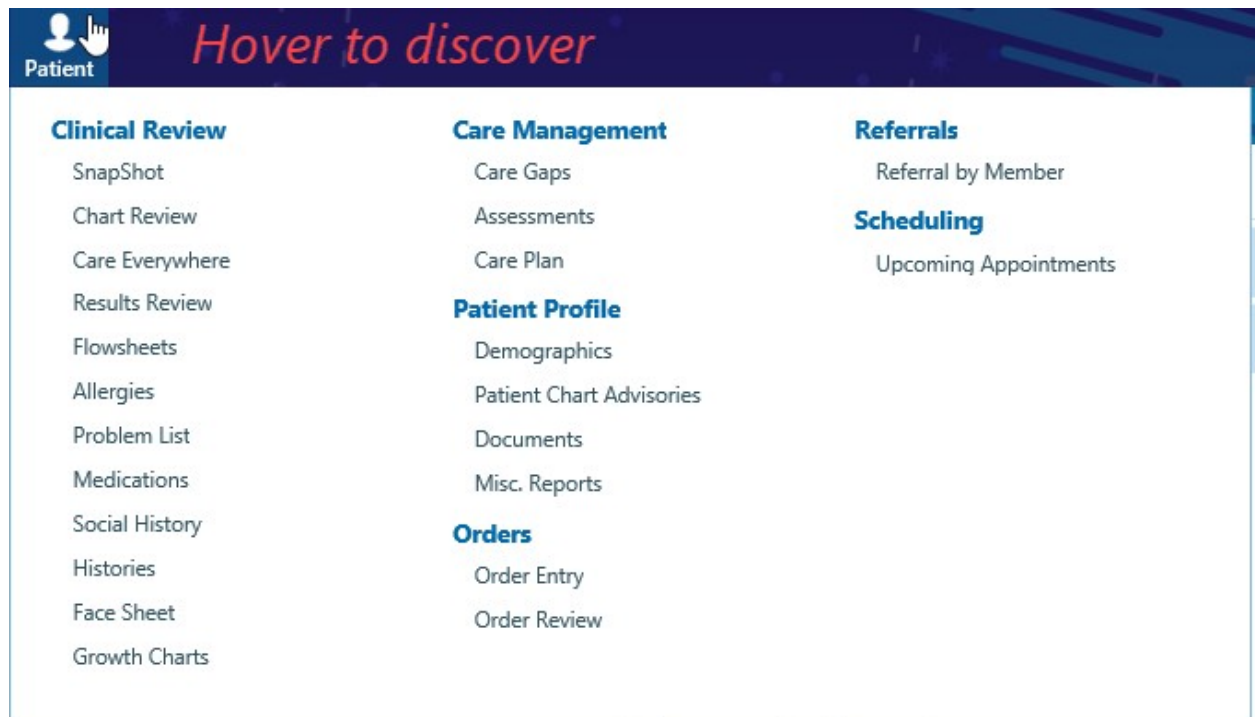 Patient
Hover to discover
Clinical Review
SnapShot
Chart Review
Care Everywhere
Results Review
Flowsheets
Allergies
Problem List
Medications
Social History
Histories
Face Sheet
Growth Charts
Care Management
Care Gaps
Assessments
Care Plan
Patient Profile
Demographics
Patient Chart Advisories
Documents
Misc. Reports
Orders
Order Entry
Order Review
Referrals
Referral by Member
Scheduling
Upcoming Appointments